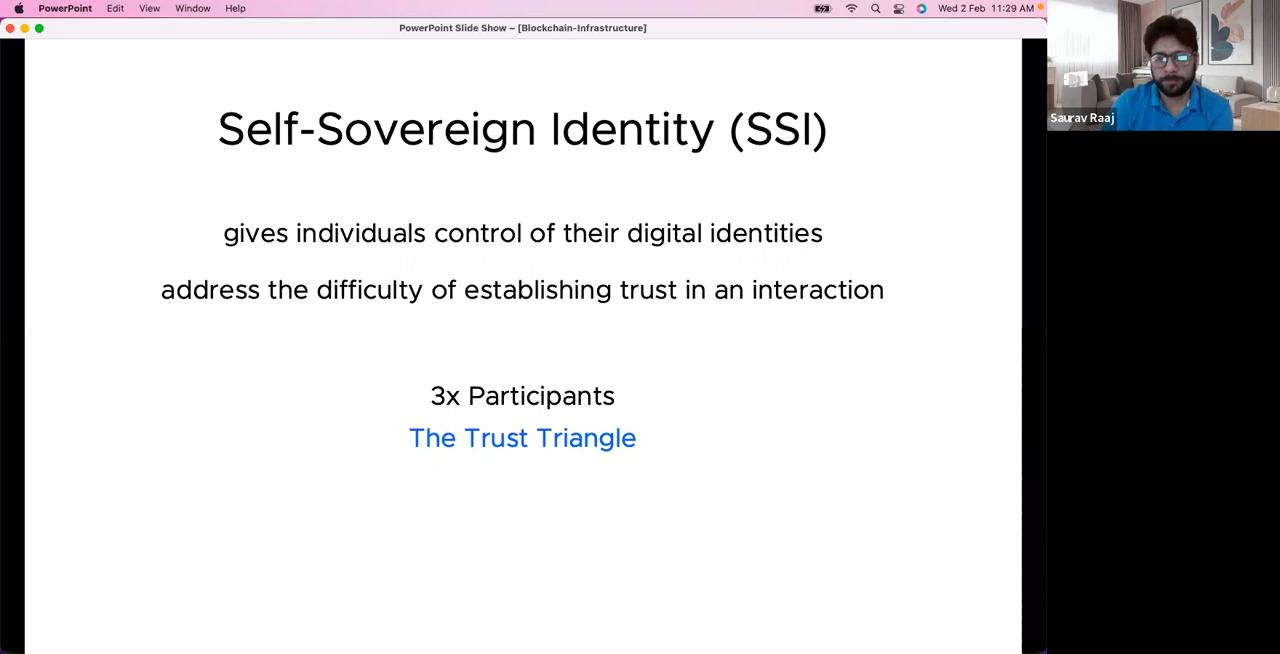 PowerPoint Edit View Window Help Wed 2 Feb 11:29 AM
PowerPoint Slide Show – [Blockchain-Infrastructure]
Self-Sovereign Identity (SSI)
gives individuals control of their digital identities
address the difficulty of establishing trust in an interaction
3x Participants
The Trust Triangle
Saurav Raaj